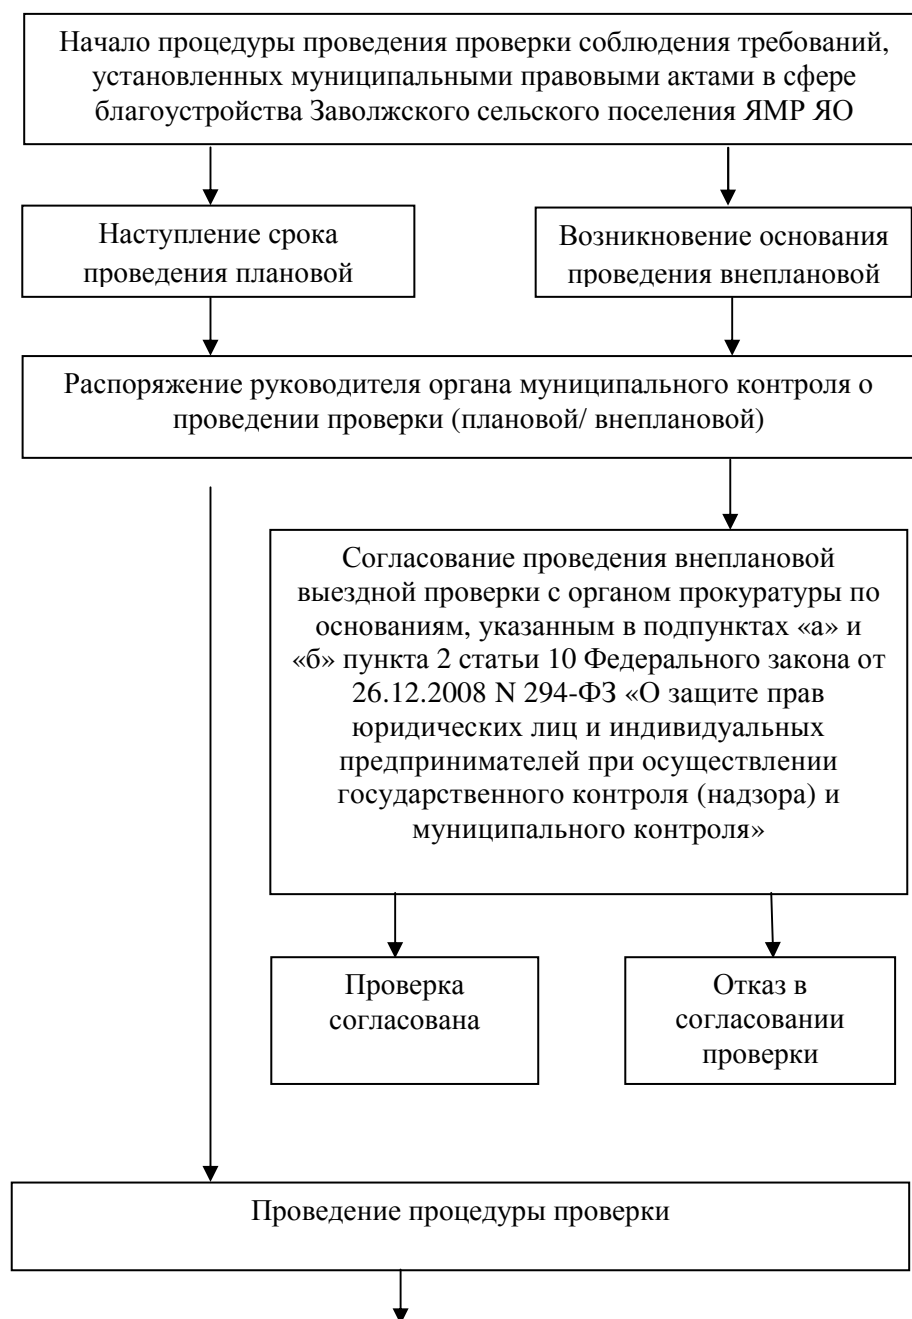 Начало процедуры проведения проверки соблюдения требований,
установленных муниципальными правовыми актами в сфере
благоустройства Заволжского сельского поселения ЯМР ЯО
Наступление срока
проведения плановой
Возникновение основания
проведения внеплановой
Распоряжение руководителя органа муниципального контроля о
проведении проверки (плановой/ внеплановой)
Согласование проведения внеплановой
выездной проверки с органом прокуратуры по
основаниям, указанным в подпунктах «а» и
«б» пункта 2 статьи 10 Федерального закона от
26.12.2008 N 294-ФЗ «О защите прав
юридических лиц и индивидуальных
предпринимателей при осуществлении
государственного контроля (надзора) и
муниципального контроля»
Проверка
согласована
Отказ в
согласовании
проверки
Проведение процедуры проверки